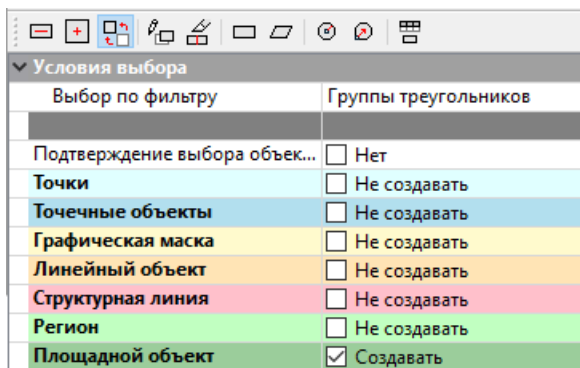 Условия выбора
Выбор по фильтру Группы треугольников
Подтверждение выбора объек... Нет
Точки Не создавать
Точечные объекты Не создавать
Графическая маска Не создавать
Линейный объект Не создавать
Структурная линия Не создавать
Регион Не создавать
Площадной объект Создавать